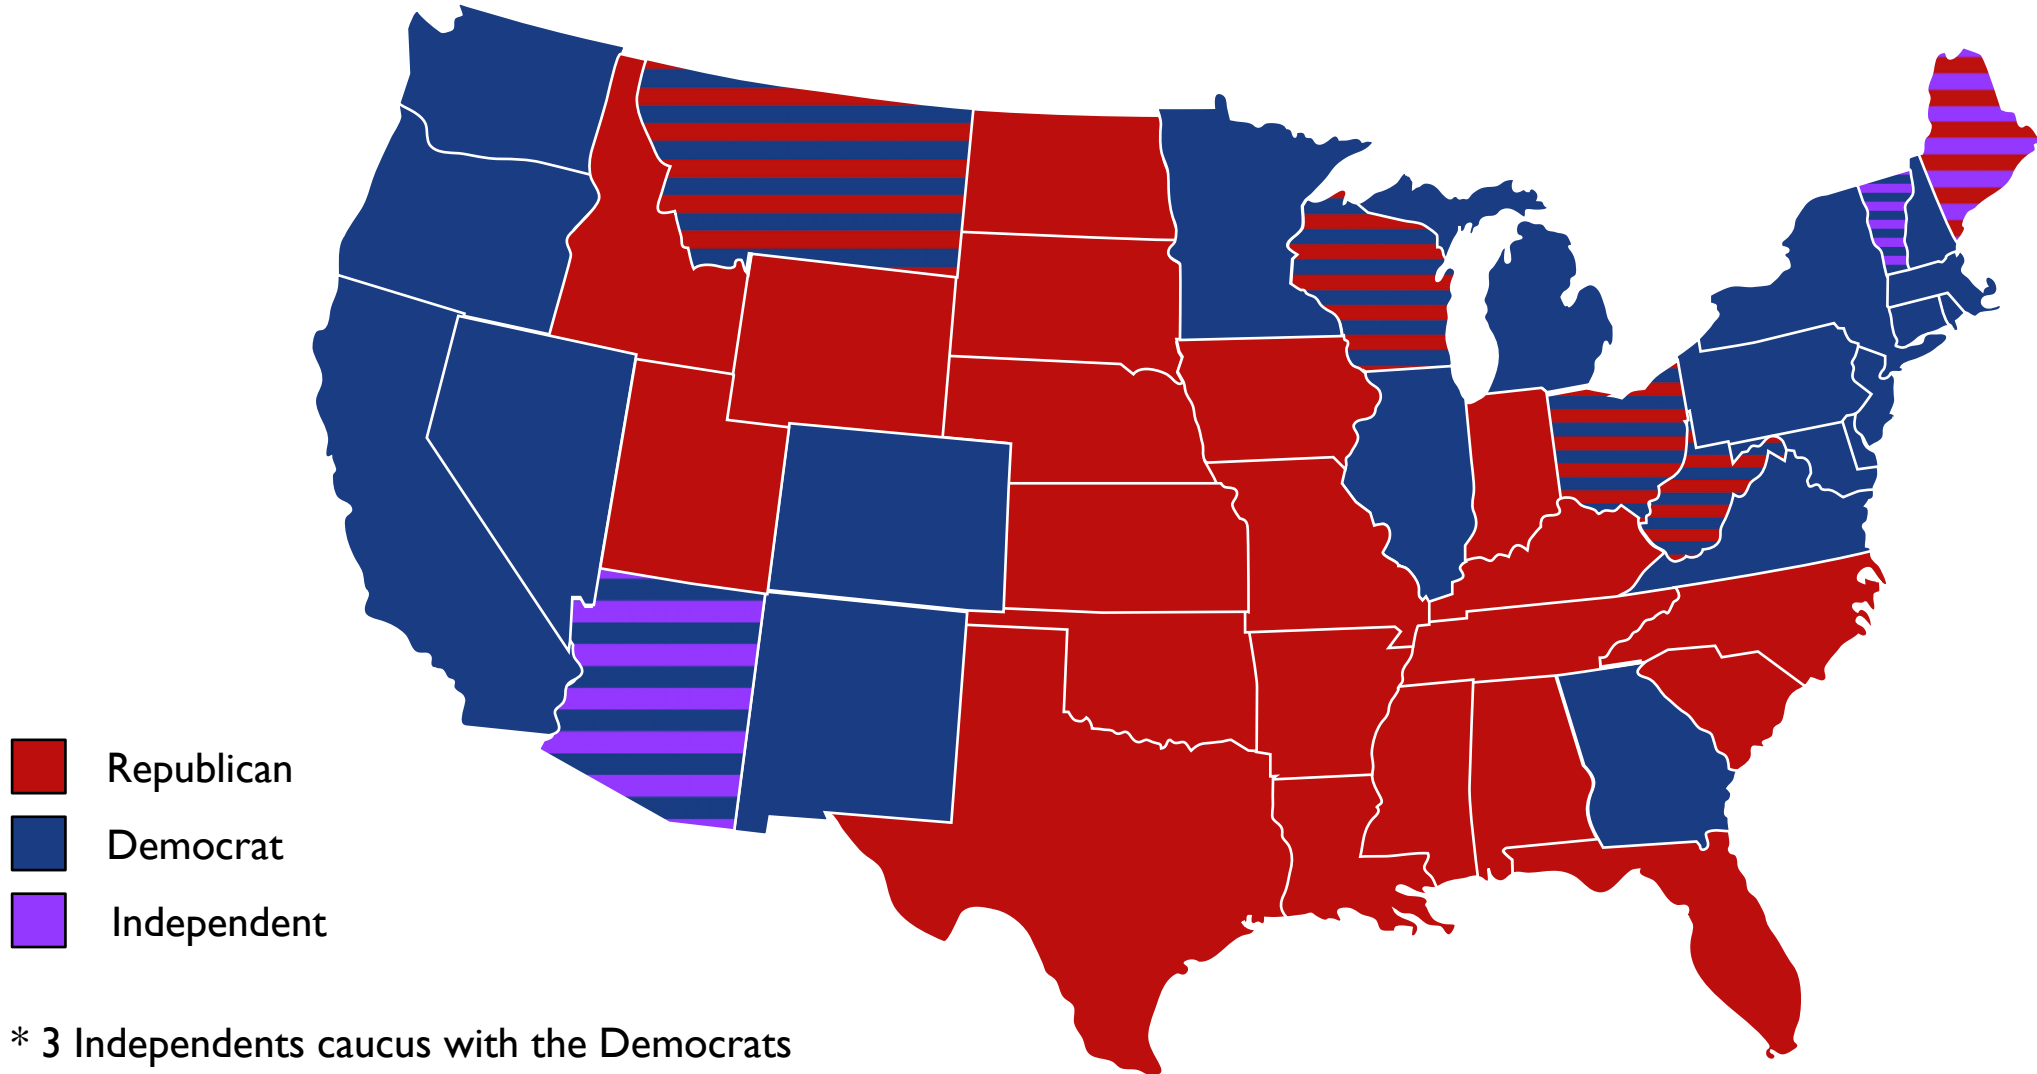 Republican
Democrat
Independent
* 3 Independents caucus with the Democrats